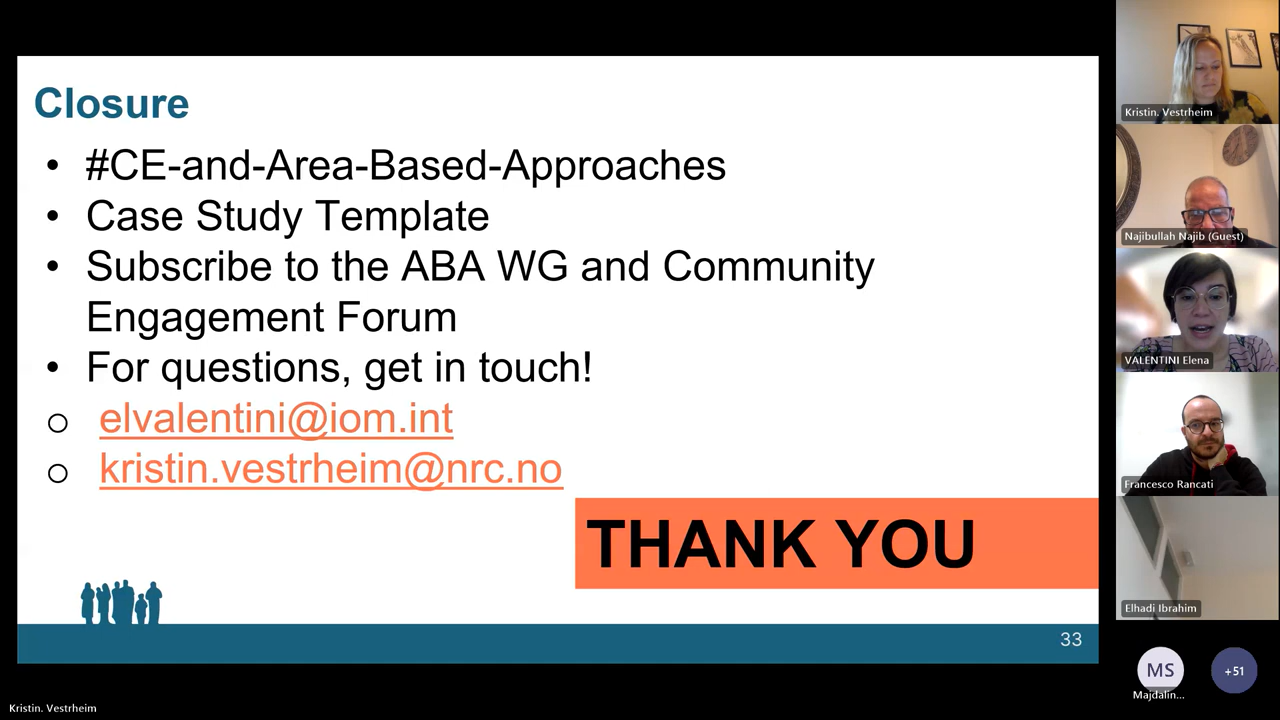 Closure
• #CE-and-Area-Based-Approaches
• Case Study Template
• Subscribe to the ABA WG and Community
Engagement Forum
• For questions, get in touch!
o elvalentini@iom.int
o kristin.vestrheim@nrc.no
THANK YOU
33
Kristin. Vestrheim
Najibullah Najib (Guest)
VALENTINI Elena
Francesco Rancati
Elhadi Ibrahim
MS
Majdalin...
+51
Kristin. Vestrheim